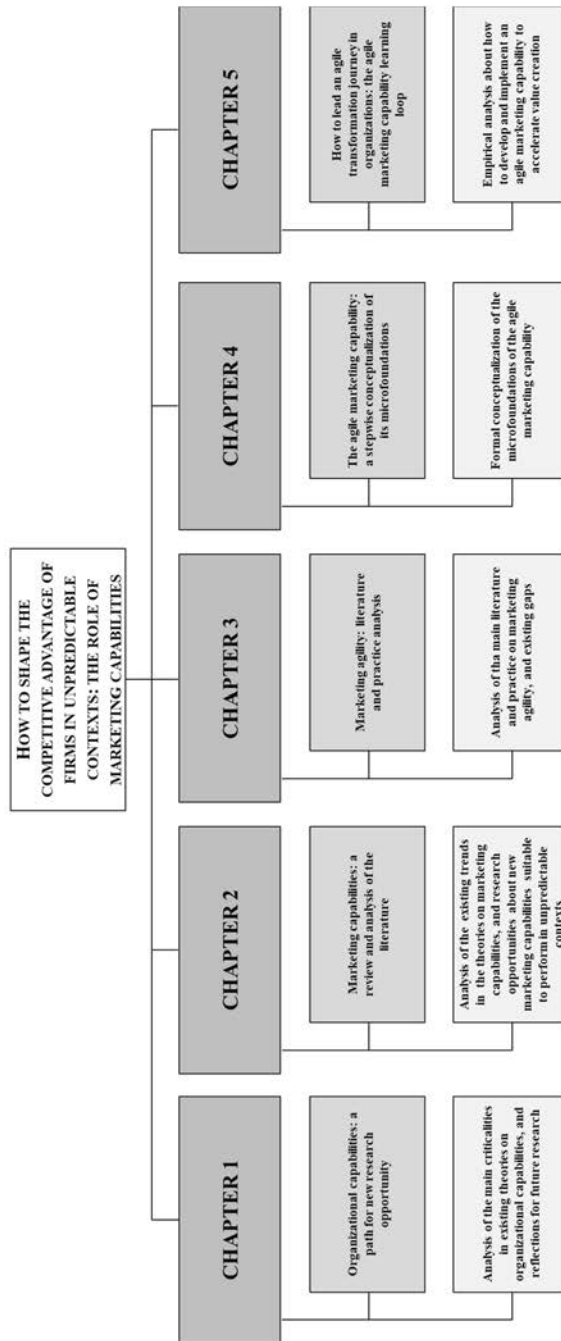 HOW TO SHAPE THE
COMPETITIVE ADVANTAGE OF
FIRMS IN UNPREDICTABLE
CONTEXTS: THE ROLE OF
MARKETING CAPABILITIES
CHAPTER 1
Organizational capabilities: a
path for new research
opportunity
Analysis of the main criticalities
in existing theories on
organizational capabilities, and
reflections for future research
CHAPTER 2
Marketing capabilities: a
review and analysis of the
literature
Analysis of the existing trends
in the theories on marketing
capabilities, and research
opportunities about new
marketing capabilities suitable
to perform in unpredictable
contexts
CHAPTER 3
Marketing agility: literature
and practice analysis
Analysis of tha main literature
and practice on marketing
agility, and existing gaps
CHAPTER 4
The agile marketing capability:
a stepwise conceptualization of
its microfoundations
Formal conceptualization of the
microfoundations of the agile
marketing capability
CHAPTER 5
How to lead an agile
transformation journey in
organizations: the agile
marketing capability learning
loop
Empirical analysis about how
to develop and implement an
agile marketing capability to
accelerate value creation